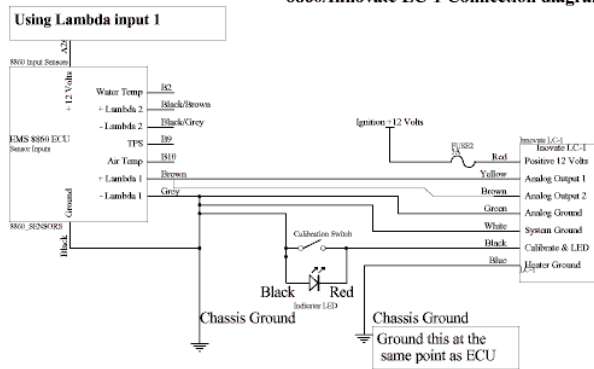 8860/Innovate LC-1 Connection diagram
Using Lambda input 1
A26
8860 Input Sensors
+12 Volts
Water Temp
B2
+ Lambda 2
Black/Brown
- Lambda 2
Black/Grey
EMS 8860 ECU
Sensor Inputs
TPS
B9
Air Temp
B10
+ Lambda 1
Brown
- Lambda 1
Grey
Ground
8860_SENSORS
Black
Ignition +12 Volts
FUSE2
Innovate LC-1
Inovate LC-1
Red
Positive 12 Volts
Yellow
Analog Output 1
Brown
Analog Output 2
Green
Analog Ground
White
System Ground
Calibration Switch
Black
Calibrate & LED
Blue
Heater Ground
LC-1
Black
Red
Indicator LED
Chassis Ground
Chassis Ground
Ground this at the
same point as ECU